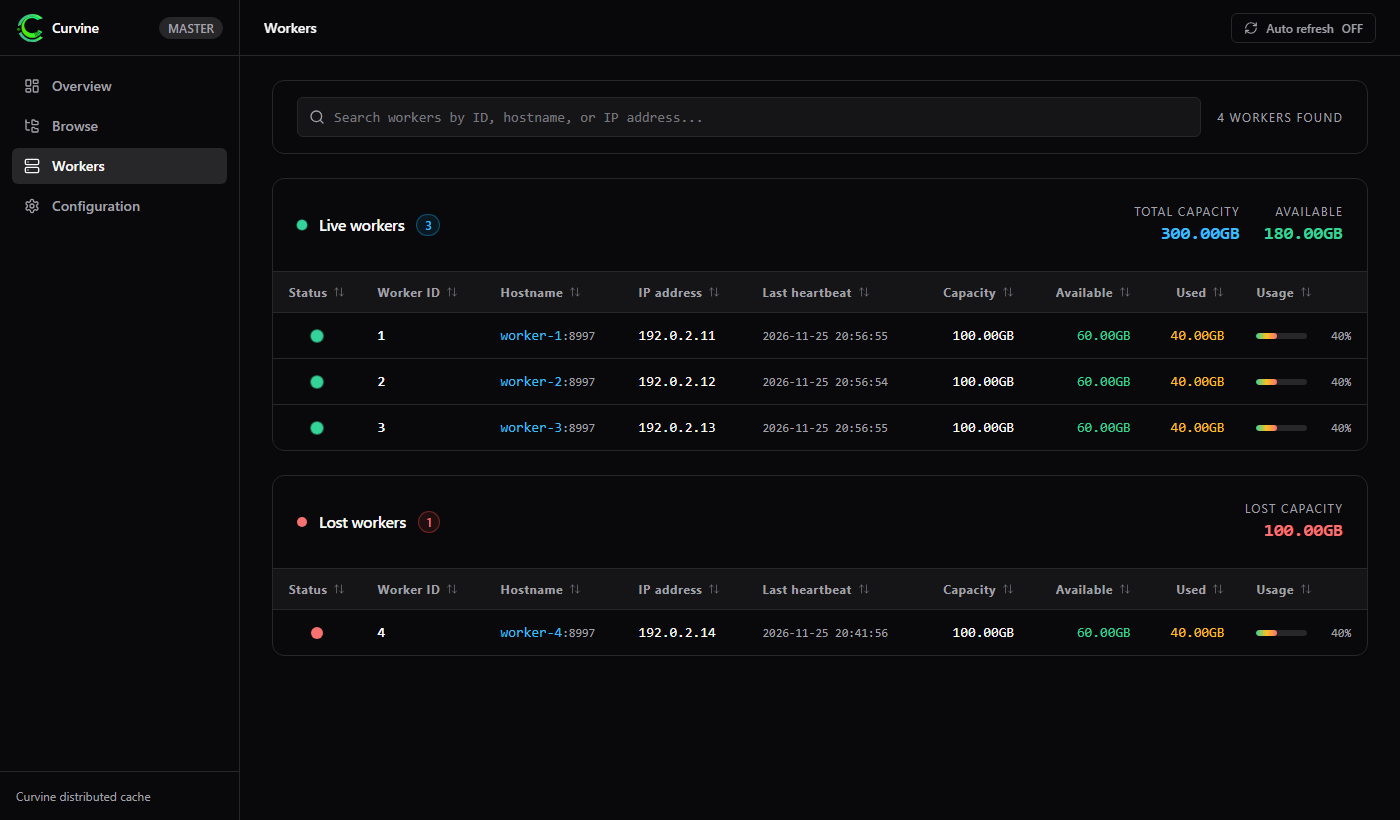 Curvine MASTER
Workers
Auto refresh OFF
Overview
Browse
Workers
Configuration
Search workers by ID, hostname, or IP address...
4 WORKERS FOUND
Live workers 3
TOTAL CAPACITY AVAILABLE
300.00GB 180.00GB
Status Worker ID Hostname IP address Last heartbeat Capacity Available Used Usage
1 worker-1:8997 192.0.2.11 2026-11-25 20:56:55 100.00GB 60.00GB 40.00GB 40%
2 worker-2:8997 192.0.2.12 2026-11-25 20:56:54 100.00GB 60.00GB 40.00GB 40%
3 worker-3:8997 192.0.2.13 2026-11-25 20:56:55 100.00GB 60.00GB 40.00GB 40%
Lost workers 1
LOST CAPACITY
100.00GB
Status Worker ID Hostname IP address Last heartbeat Capacity Available Used Usage
4 worker-4:8997 192.0.2.14 2026-11-25 20:41:56 100.00GB 60.00GB 40.00GB 40%
Curvine distributed cache